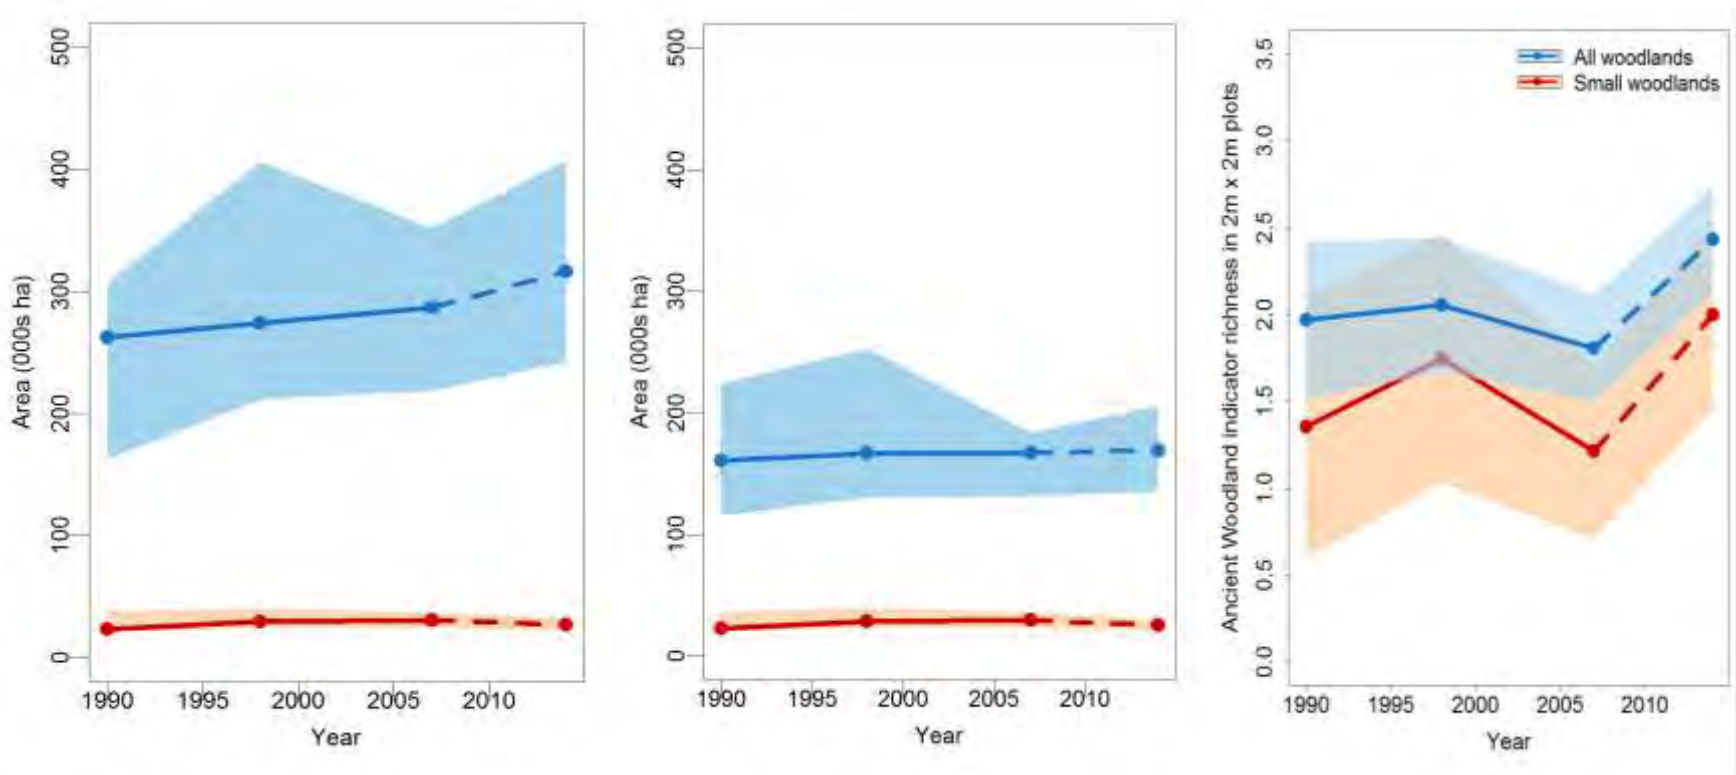 500
400
300
200
100
0
Area (000s ha)
1990 1995 2000 2005 2010
Year
500
400
300
200
100
0
Area (000s ha)
1990 1995 2000 2005 2010
Year
All woodlands
Small woodlands
3.5
3.0
2.5
2.0
1.5
1.0
0.5
0.0
Ancient Woodland indicator richness in 2m x 2m plots
1990 1995 2000 2005 2010
Year